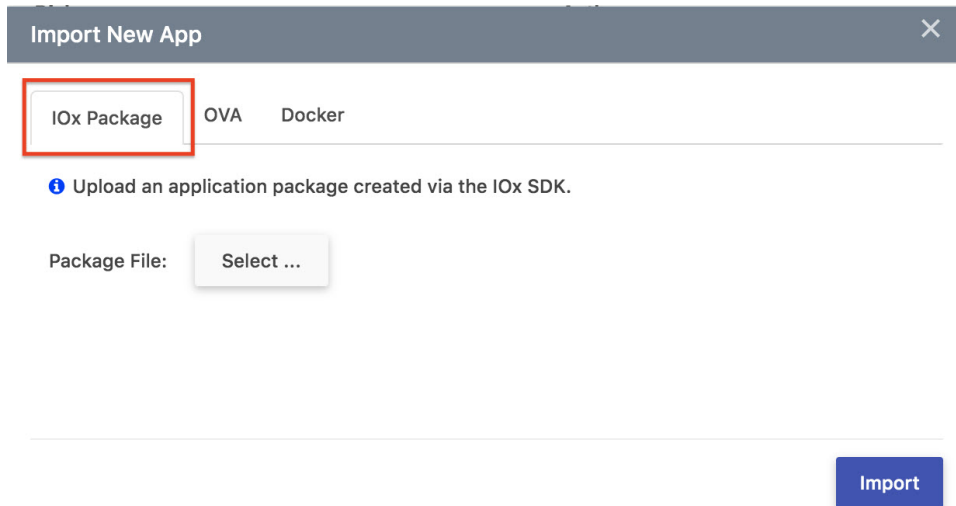 Import New App
IOx Package OVA Docker
Upload an application package created via the IOx SDK.
Package File: Select ...
Import